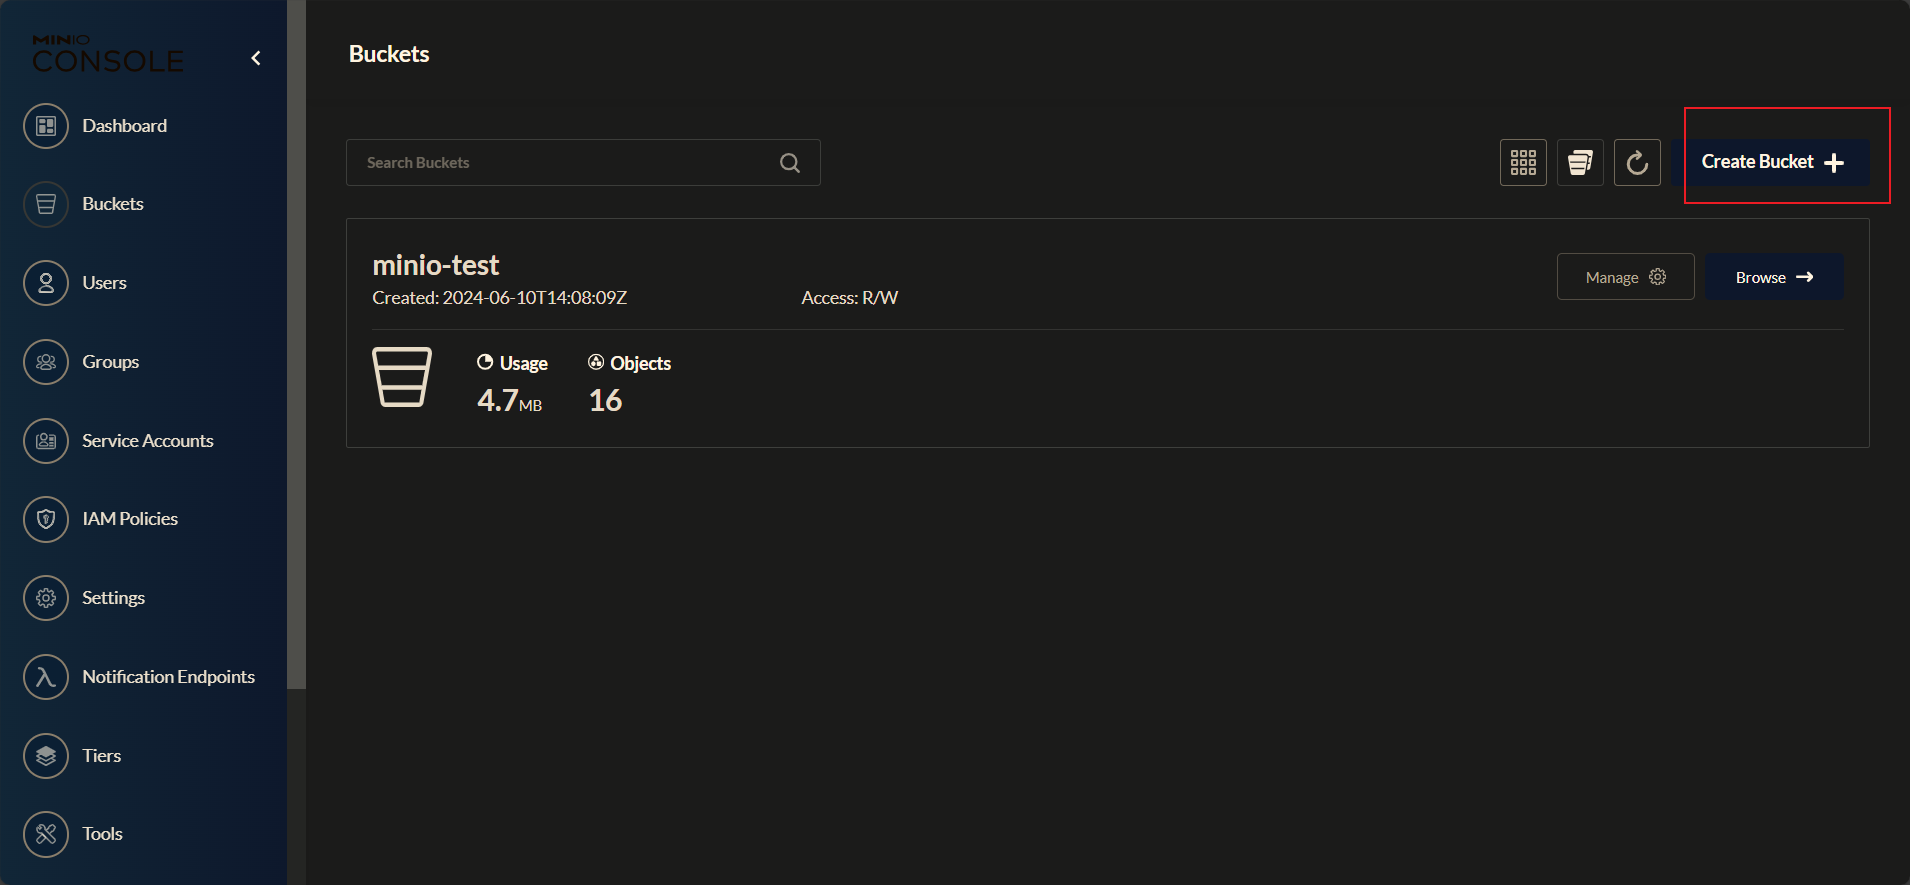 MINIO
CONSOLE
Dashboard
Buckets
Users
Groups
Service Accounts
IAM Policies
Settings
Notification Endpoints
Tiers
Tools
Buckets
Search Buckets
Create Bucket
minio-test
Created: 2024-06-10T14:08:09Z Access: R/W
Manage
Browse
Usage Objects
4.7MB 16